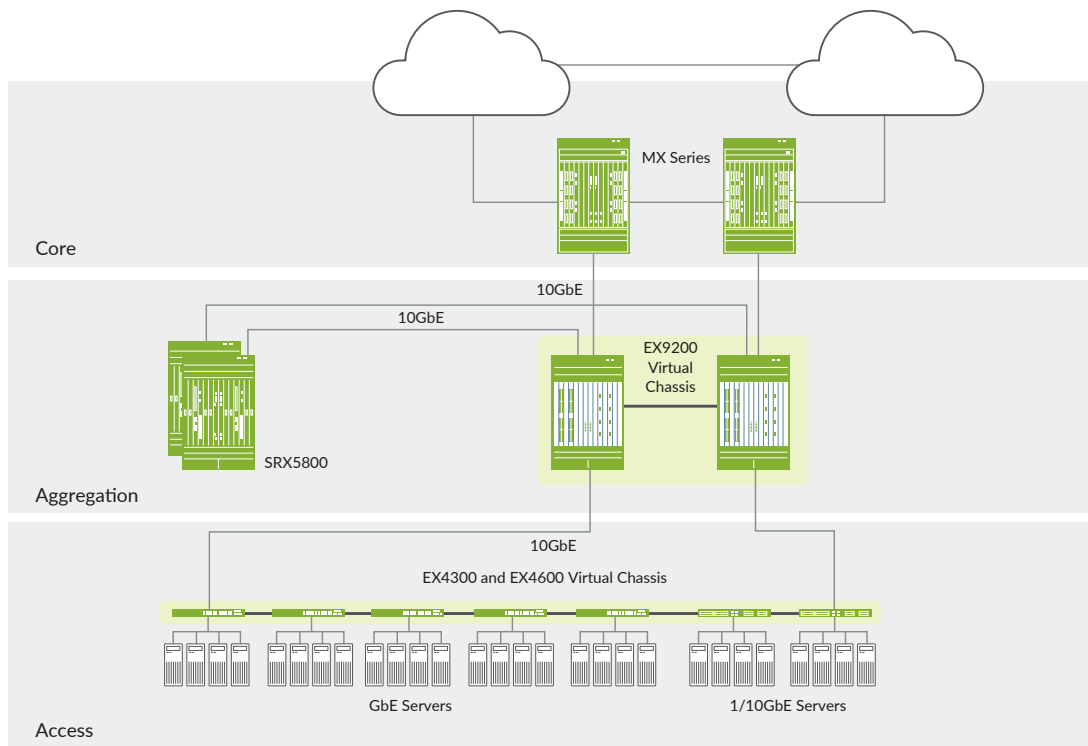 MX Series
Core
10GbE
10GbE
EX9200
Virtual
Chassis
SRX5800
Aggregation
10GbE
EX4300 and EX4600 Virtual Chassis
GbE Servers
1/10GbE Servers
Access